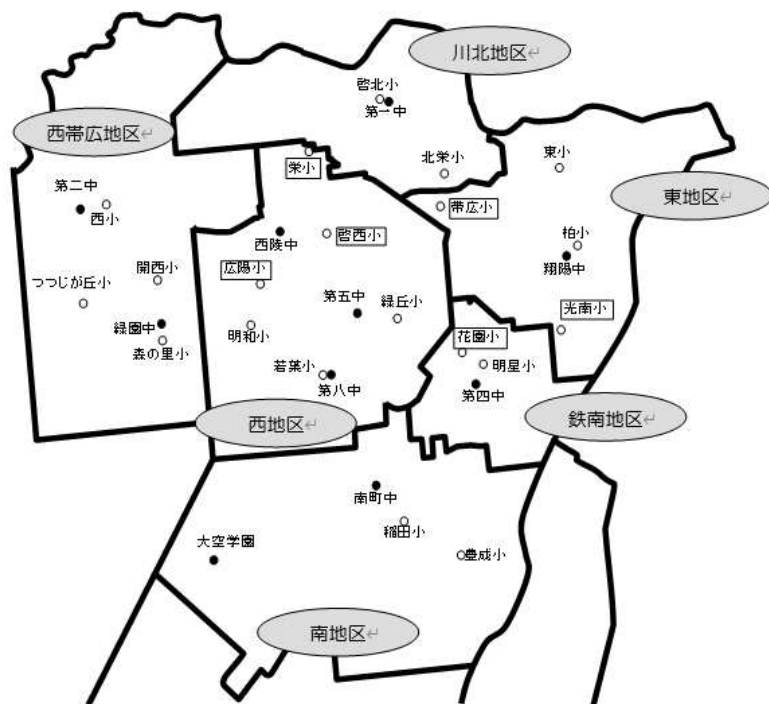 川北地区↵
啓北小
第一中
西帯広地区↵
栄小
北栄小
東小
第二中
西小
帯広小
東地区↵
西陵中
啓西小
柏小
翔陽中
開西小
広陽小
つつじが丘小
第五中
緑丘小
光南小
緑園中
明和小
森の里小
花園小
明星小
若葉小
第八中
第四中
西地区↵
鉄南地区↵
南町中
稲田小
大空学園
豊成小
南地区↵